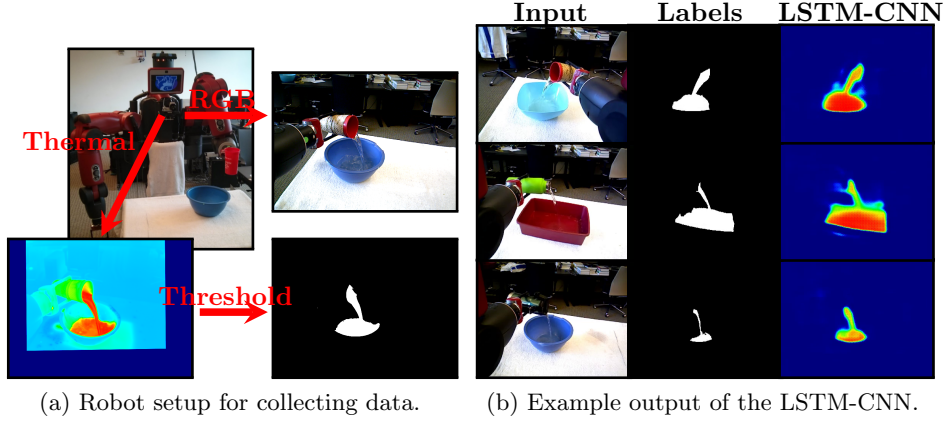 Input Labels LSTM-CNN
RGB
Thermal
Threshold
(a) Robot setup for collecting data.
(b) Example output of the LSTM-CNN.